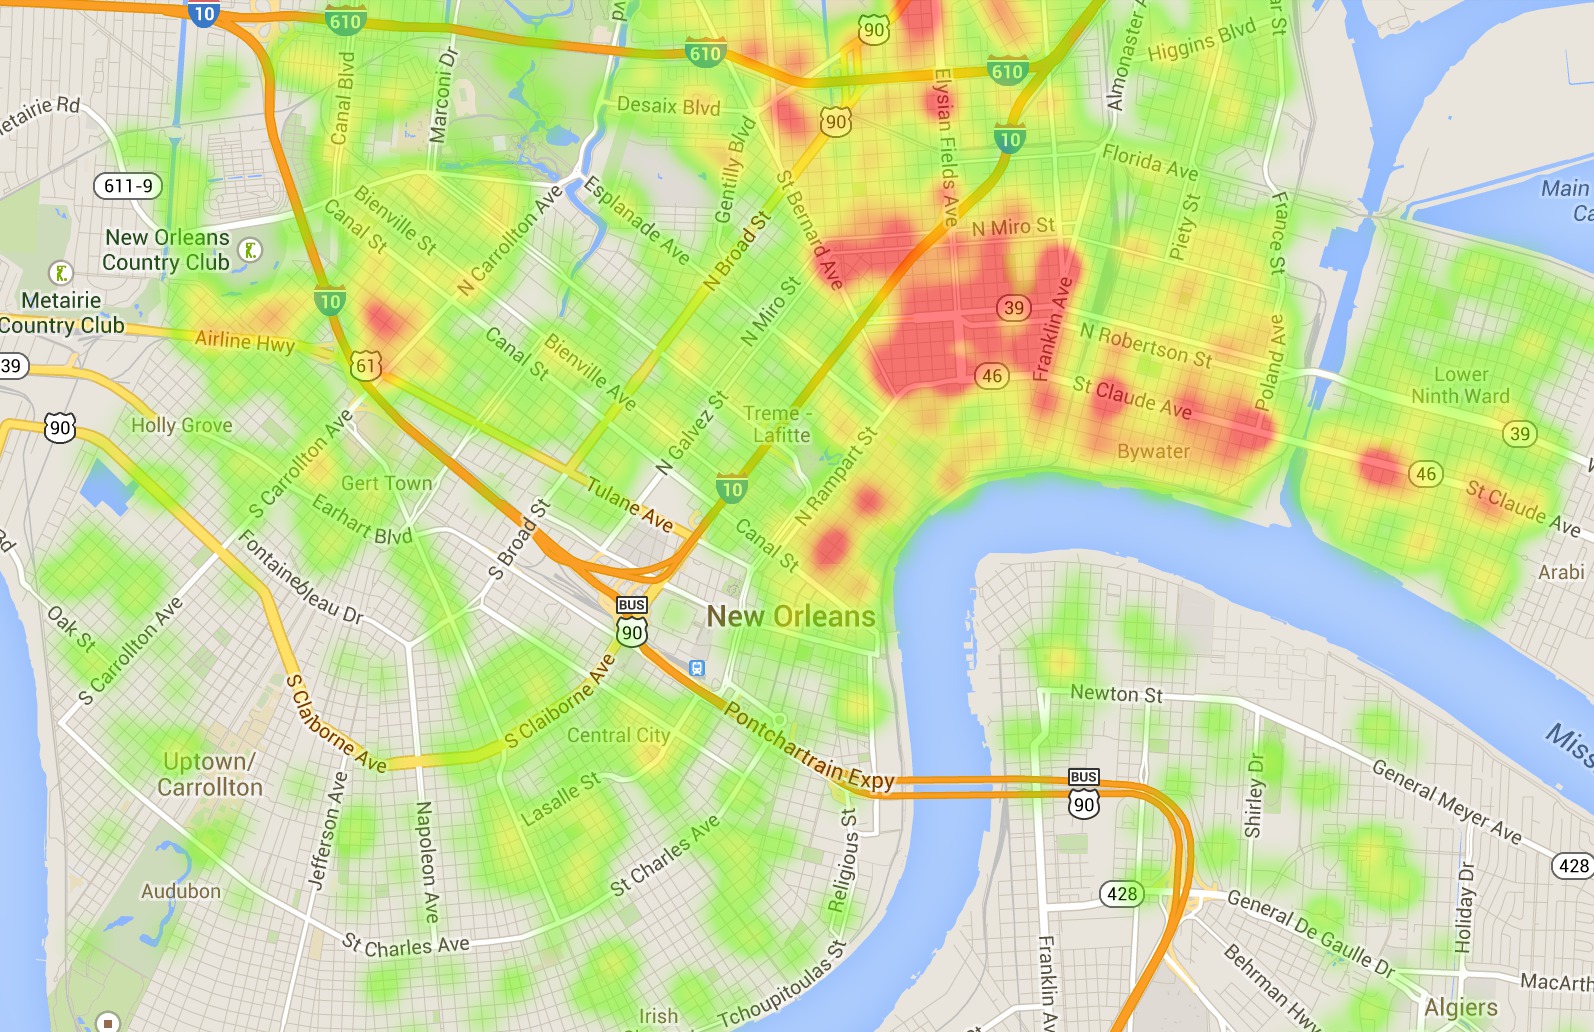 10
610
90
610
610
Higgins Blvd
Almonaster A
ar St
vd
Canal Blvd
Marconi Dr
etairie Rd
Desaix Blvd
90
Elysian Fields Ave
10
Florida Ave
Gentilly Blvd
611-9
Bienville St
Canal St
N Carrollton Ave
Esplanade Ave
St Bernard Ave
Piety St
France St
Main
Ca
New Orleans
Country Club
N Broad St
N Miro St
Metairie
Country Club
10
N Miro St
39
Franklin Ave
Airline Hwy
61
39
Canal St
Bienville Ave
N Robertson St
Poland Ave
46
St Claude Ave
Lower
Ninth Ward
39
90
Holly Grove
S Carrollton Ave
N Galvez St
Treme -
Lafitte
N Rampart St
Bywater
46
St Claude Ave
Gert Town
10
Tulane Ave
Earhart Blvd
S Broad St
Canal St
Rd
Arabi
Fontainebleau Dr
BUS
90
New Orleans
Oak St
S Carrollton Ave
S Claiborne Ave
S Claiborne Ave
Newton St
Central City
Pontchartrain Expy
Miss
Uptown/
Carrollton
BUS
90
Shirley Dr
General Meyer Ave
Lasalle St
Jefferson Ave
Napoleon Ave
St Charles Ave
Religious St
428
428
Audubon
General De Gaulle Dr
Holiday Dr
St Charles Ave
Franklin Av
Behrman Hwy
MacArth
Tchoupitoulas St
Irish
St
Algiers